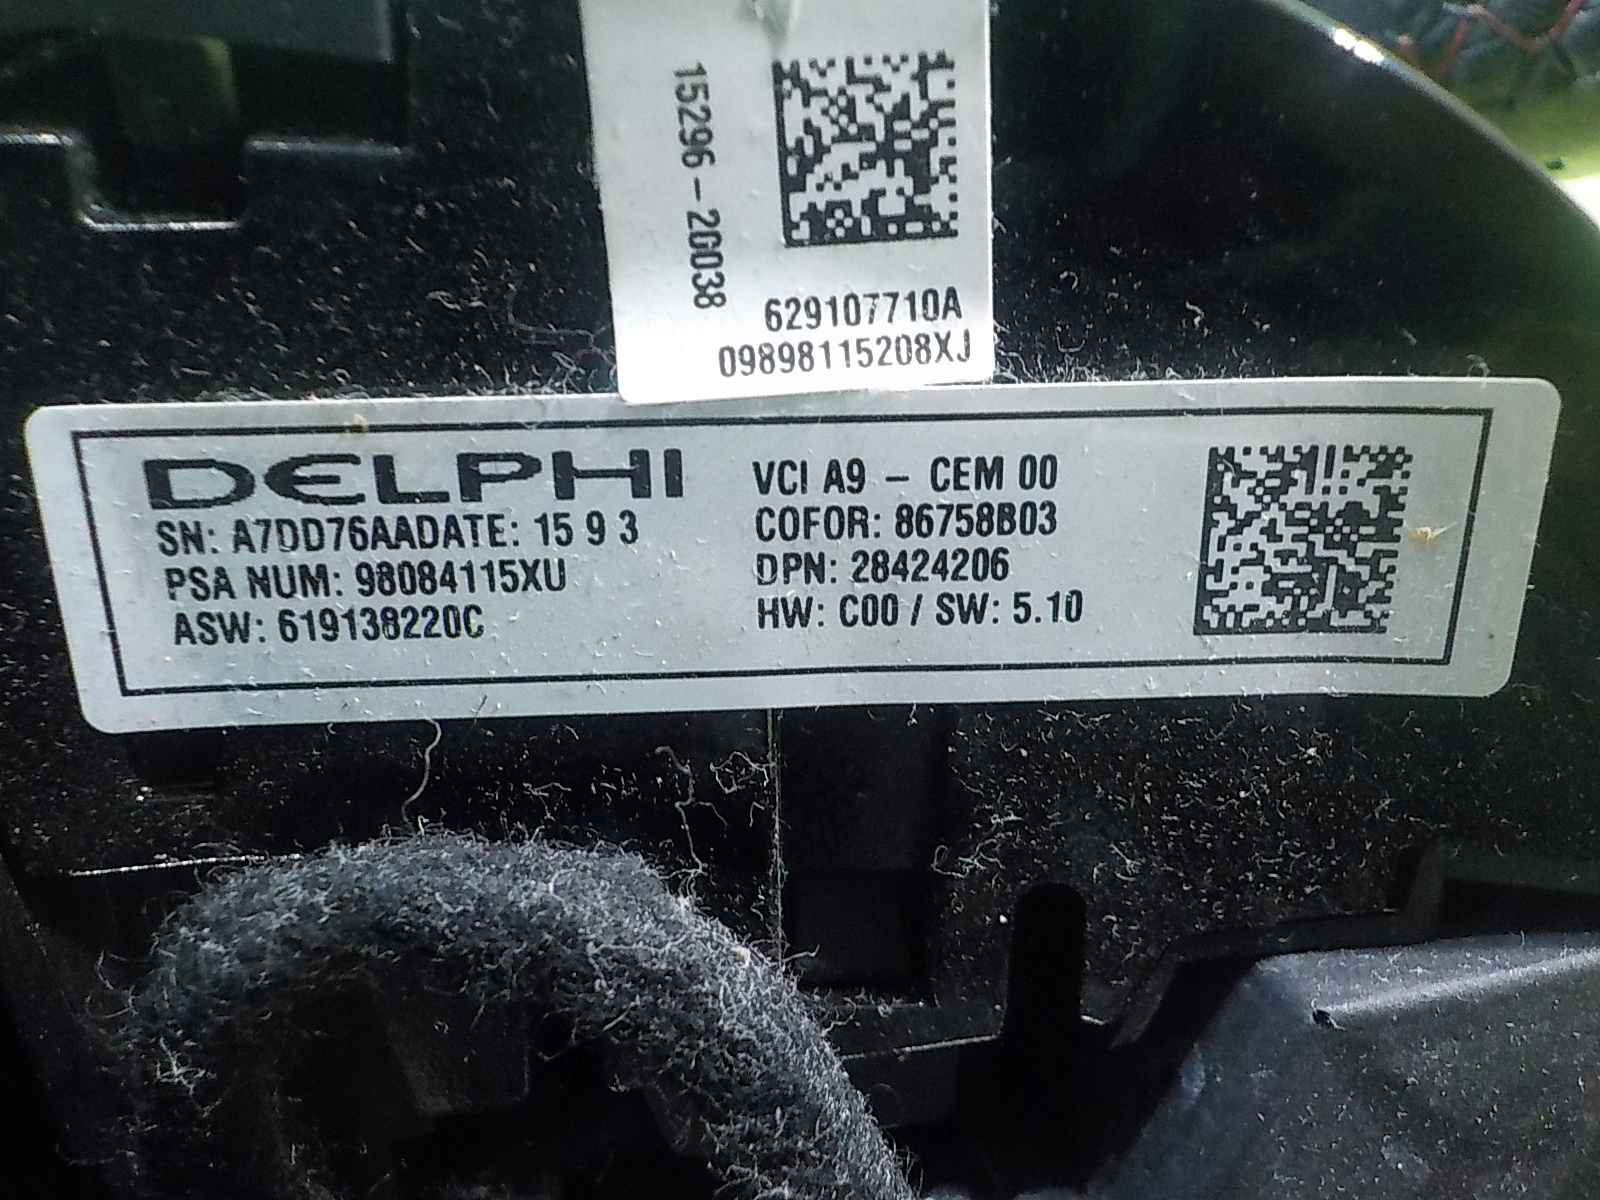 15296-20038
629107710A
09898115208XJ
DELPHI
SN: A7DD76AADATE: 15 9 3
PSA NUM: 98084115XU
ASW: 619138220C
VCI A9 - CEM 00
COFOR: 86758B03
DPN: 28424206
HW: C00 / SW: 5.10